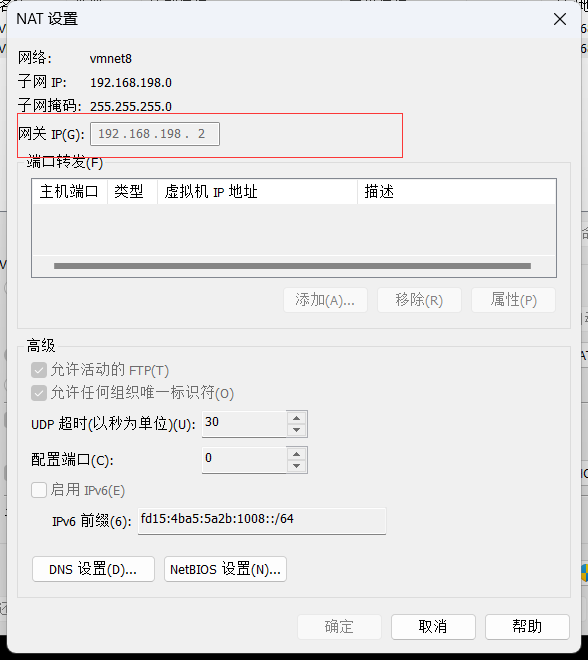 NAT 设置
网络: vmnet8
子网 IP: 192.168.198.0
子网掩码: 255.255.255.0
网关 IP(G): 192 . 168 . 198 . 2
端口转发(F)
主机端口 类型 虚拟机 IP 地址 描述
添加(A)... 移除(R) 属性(P)
高级
允许活动的 FTP(T)
允许任何组织唯一标识符(O)
UDP 超时(以秒为单位)(U): 30
配置端口(C): 0
启用 IPv6(E)
IPv6 前缀(6): fd15:4ba5:5a2b:1008::/64
DNS 设置(D)... NetBIOS 设置(N)...
确定 取消 帮助